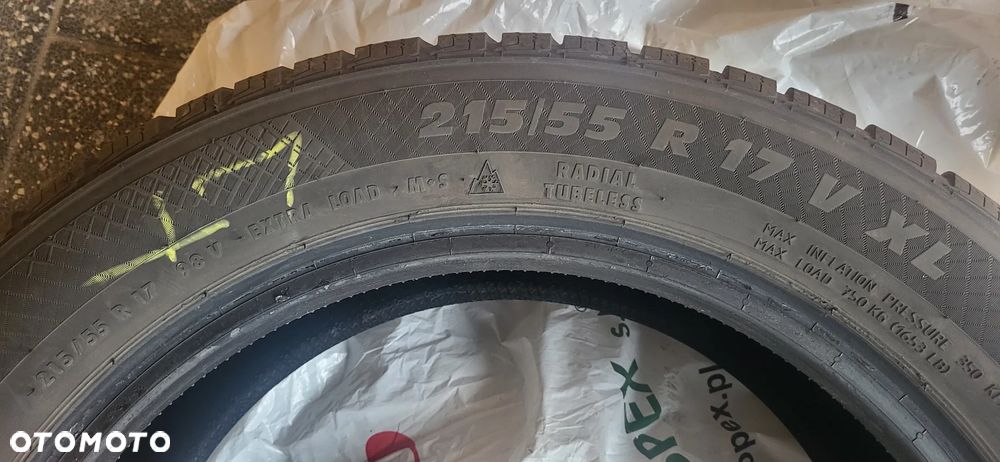 215/55 R 17 V XL
215/55 R 17 98 V EXTRA LOAD M•S
RADIAL
TUBELESS
MAX INFLATION PRESSURE 350
MAX LOAD 750 KG (1653 LB)
OTOMOTO